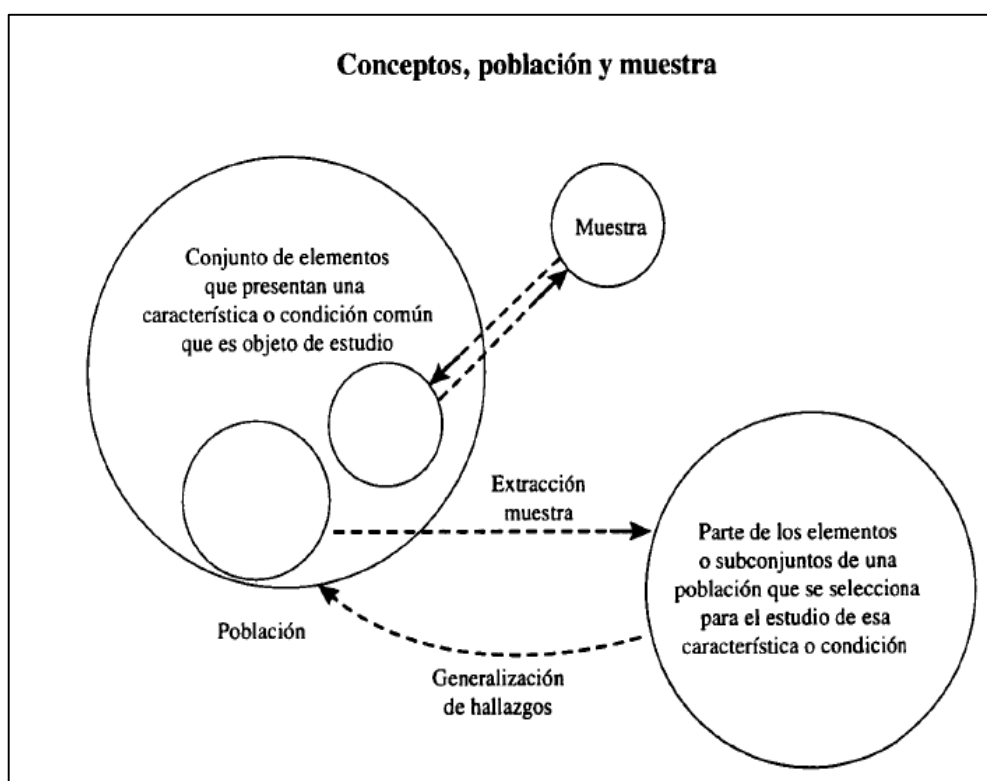 Conceptos, población y muestra
Muestra
Conjunto de elementos
que presentan una
característica o condición común
que es objeto de estudio
Extracción
muestra
Parte de los elementos
o subconjuntos de una
población que se selecciona
para el estudio de esa
característica o condición
Población
Generalización
de hallazgos